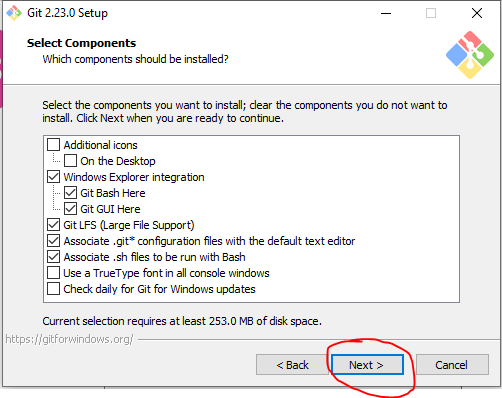 Git 2.23.0 Setup
Select Components
Which components should be installed?
Select the components you want to install; clear the components you do not want to
install. Click Next when you are ready to continue.
Additional icons
On the Desktop
Windows Explorer integration
Git Bash Here
Git GUI Here
Git LFS (Large File Support)
Associate .git* configuration files with the default text editor
Associate .sh files to be run with Bash
Use a TrueType font in all console windows
Check daily for Git for Windows updates
Current selection requires at least 253.0 MB of disk space.
https://gitforwindows.org/
< Back
Next >
Cancel